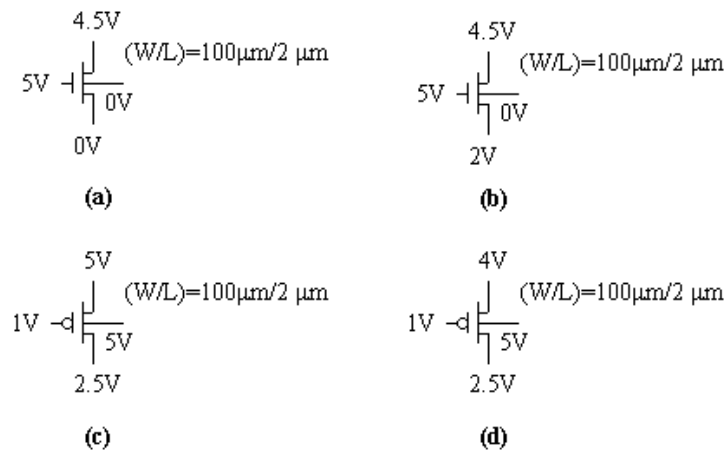 4.5V
(W/L)=100µm/2 µm
5V
0V
0V
(a)
4.5V
(W/L)=100µm/2 µm
5V
0V
2V
(b)
5V
(W/L)=100µm/2 µm
1V
5V
2.5V
(c)
4V
(W/L)=100µm/2 µm
1V
5V
2.5V
(d)